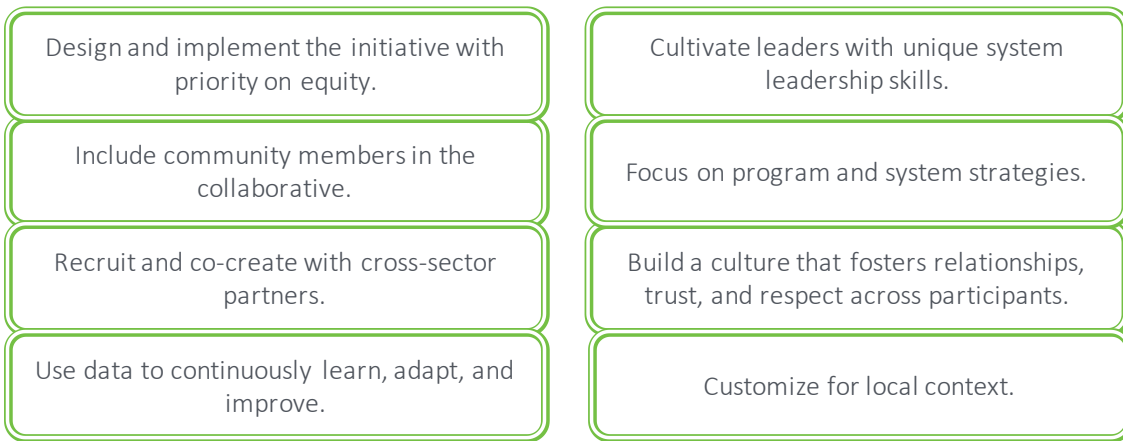 Design and implement the initiative with
priority on equity.
Include community members in the
collaborative.
Recruit and co-create with cross-sector
partners.
Use data to continuously learn, adapt, and
improve.
Cultivate leaders with unique system
leadership skills.
Focus on program and system strategies.
Build a culture that fosters relationships,
trust, and respect across participants.
Customize for local context.